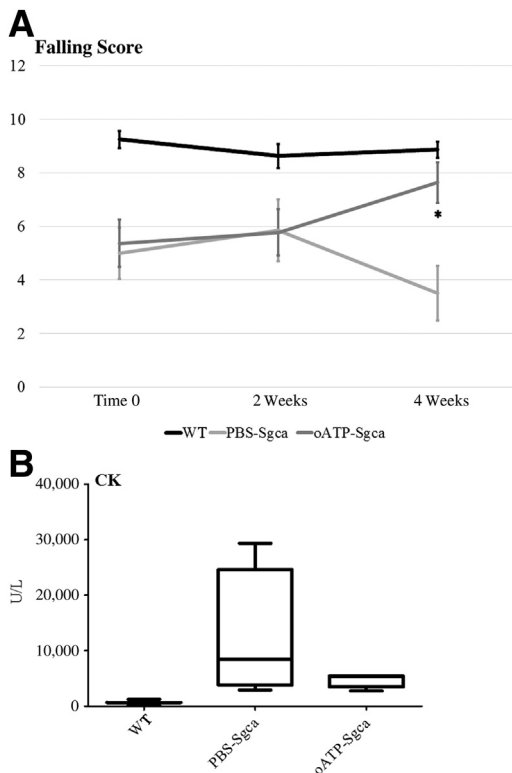 A
Falling Score
12
10
8
6
4
2
0
*
Time 0 2 Weeks 4 Weeks
WT PBS-Sgca oATP-Sgca
B
CK
40,000
30,000
20,000
10,000
0
U/L
WT PBS-Sgca oATP-Sgca